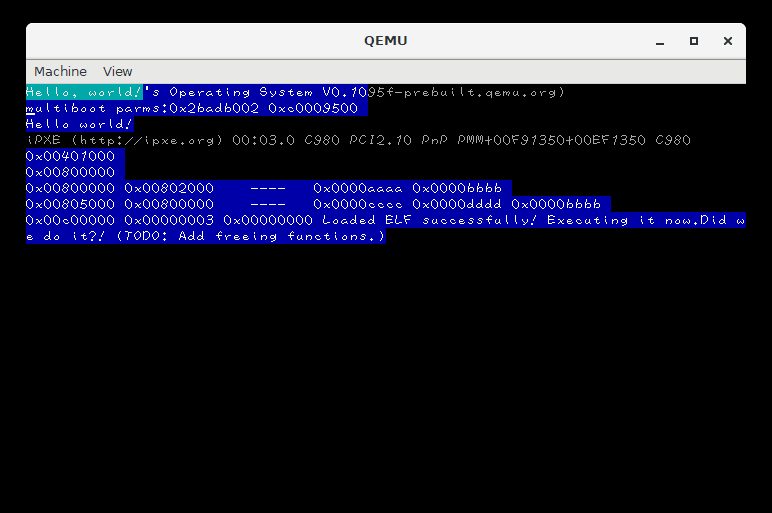 QEMU
Machine View
Hello, world!'s Operating System V0.1095f-prebuilt.qemu.org)
multiboot parms:0x2badb002 0xc0009500
Hello world!
iPXE (http://ipxe.org) 00:03.0 C980 PCI2.10 PnP PMM+00F91350+00EF1350 C980
0x00401000
0x00800000
0x00800000 0x00802000 ---- 0x0000aaaa 0x0000bbbb
0x00805000 0x00800000 ---- 0x0000cccc 0x0000dddd 0x0000bbbb
0x00c00000 0x00000003 0x00000000 Loaded ELF successfully! Executing it now.Did w
e do it?! (TODO: Add freeing functions.)